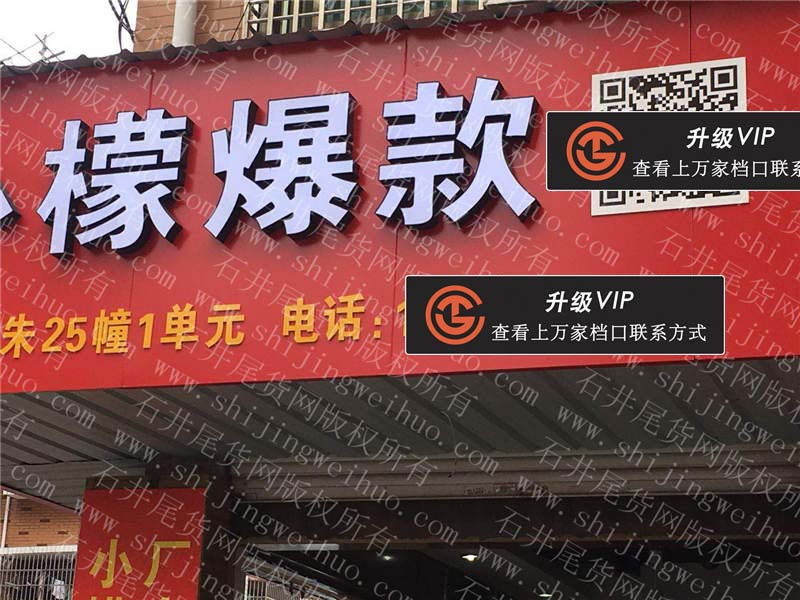 檬爆款
朱25幢1单元 电话:1
升级VIP
查看上万家档口联系
升级VIP
查看上万家档口联系方式
小厂
石井尾货网版权所有
www.shijingweihuo.com